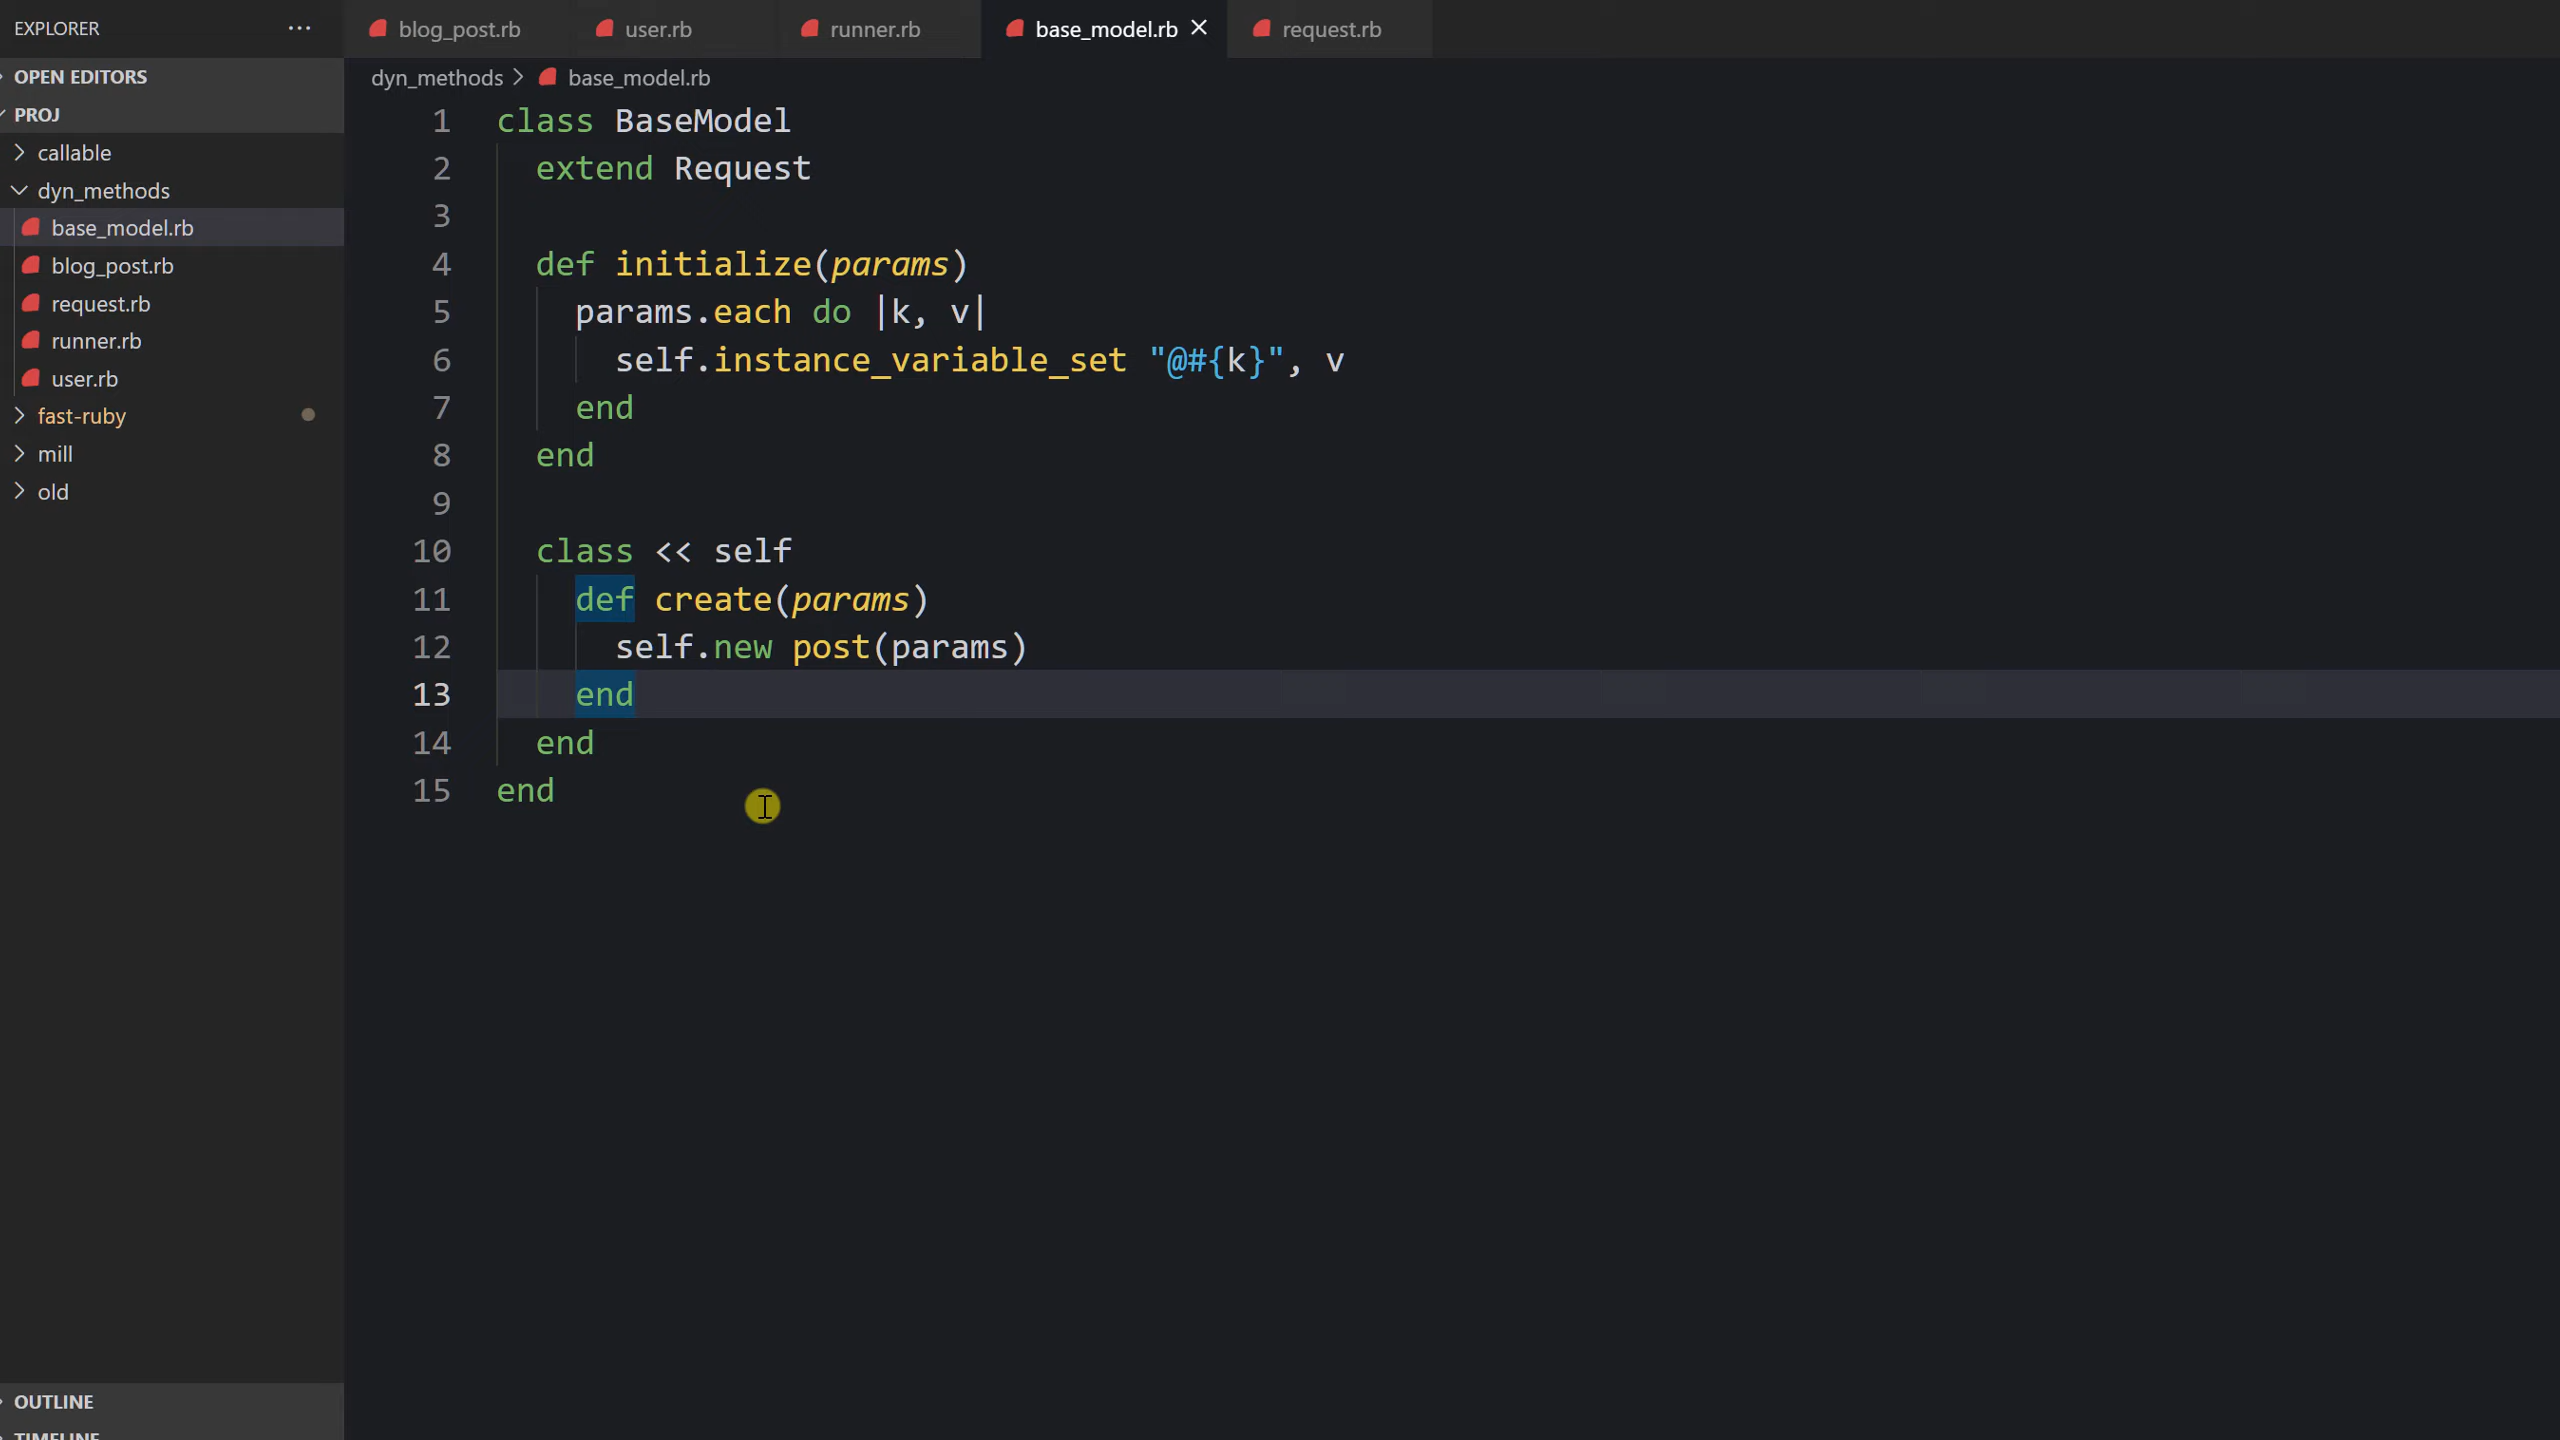 EXPLORER ···
OPEN EDITORS
PROJ
callable
dyn_methods
base_model.rb
blog_post.rb
request.rb
runner.rb
user.rb
fast-ruby
mill
old
OUTLINE
TIMELINE
blog_post.rb user.rb runner.rb base_model.rb request.rb
dyn_methods > base_model.rb
1 class BaseModel
2   extend Request
3
4   def initialize(params)
5     params.each do |k, v|
6       self.instance_variable_set "@#{k}", v
7     end
8   end
9
10   class << self
11     def create(params)
12       self.new post(params)
13     end
14   end
15 end